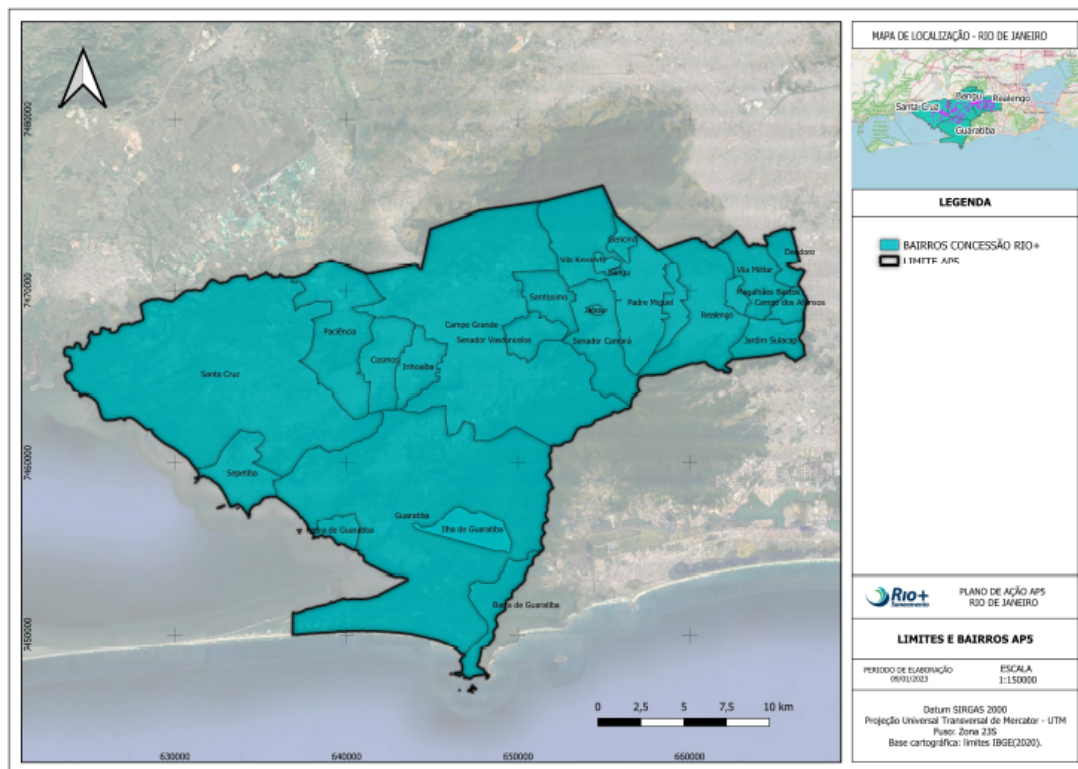 7480000
7470000
7460000
7450000
630000
640000
650000
660000
Gericinó
Deodoro
Vila Kennedy
Bangu
Vila Militar
Santíssimo
Magalhães Bastos
Campo dos Afonsos
Jabour
Padre Miguel
Realengo
Paciência
Campo Grande
Senador Vasconcelos
Senador Camará
Jardim Sulacap
Cosmos
Inhoaíba
Santa Cruz
Sepetiba
Guaratiba
Pedra de Guaratiba
Ilha de Guaratiba
Barra de Guaratiba
0 2,5 5 7,5 10 km
MAPA DE LOCALIZAÇÃO - RIO DE JANEIRO
Bangu
Santa Cruz
Realengo
Guaratiba
LEGENDA
BAIRROS CONCESSÃO RIO+
LIMITE AP5
Rio+
Saneamento
PLANO DE AÇÃO AP5
RIO DE JANEIRO
LIMITES E BAIRROS AP5
PERIODO DE ELABORAÇÃO
09/01/2023
ESCALA
1:150000
Datum SIRGAS 2000
Projeção Universal Transversal de Mercator - UTM
Fuso: Zona 23S
Base cartográfica: limites IBGE(2020).